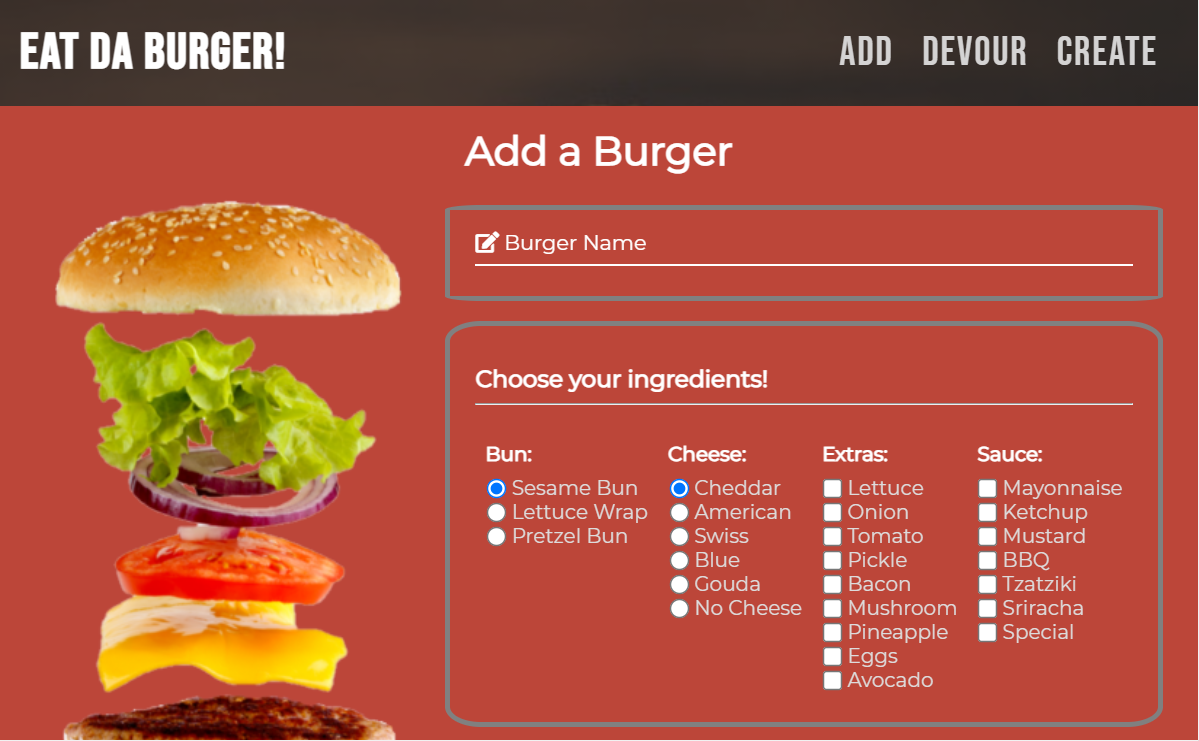 EAT DA BURGER!
ADD DEVOUR CREATE
Add a Burger
Burger Name
Choose your ingredients!
Bun:
Sesame Bun
Lettuce Wrap
Pretzel Bun
Cheese:
Cheddar
American
Swiss
Blue
Gouda
No Cheese
Extras:
Lettuce
Onion
Tomato
Pickle
Bacon
Mushroom
Pineapple
Eggs
Avocado
Sauce:
Mayonnaise
Ketchup
Mustard
BBQ
Tzatziki
Sriracha
Special